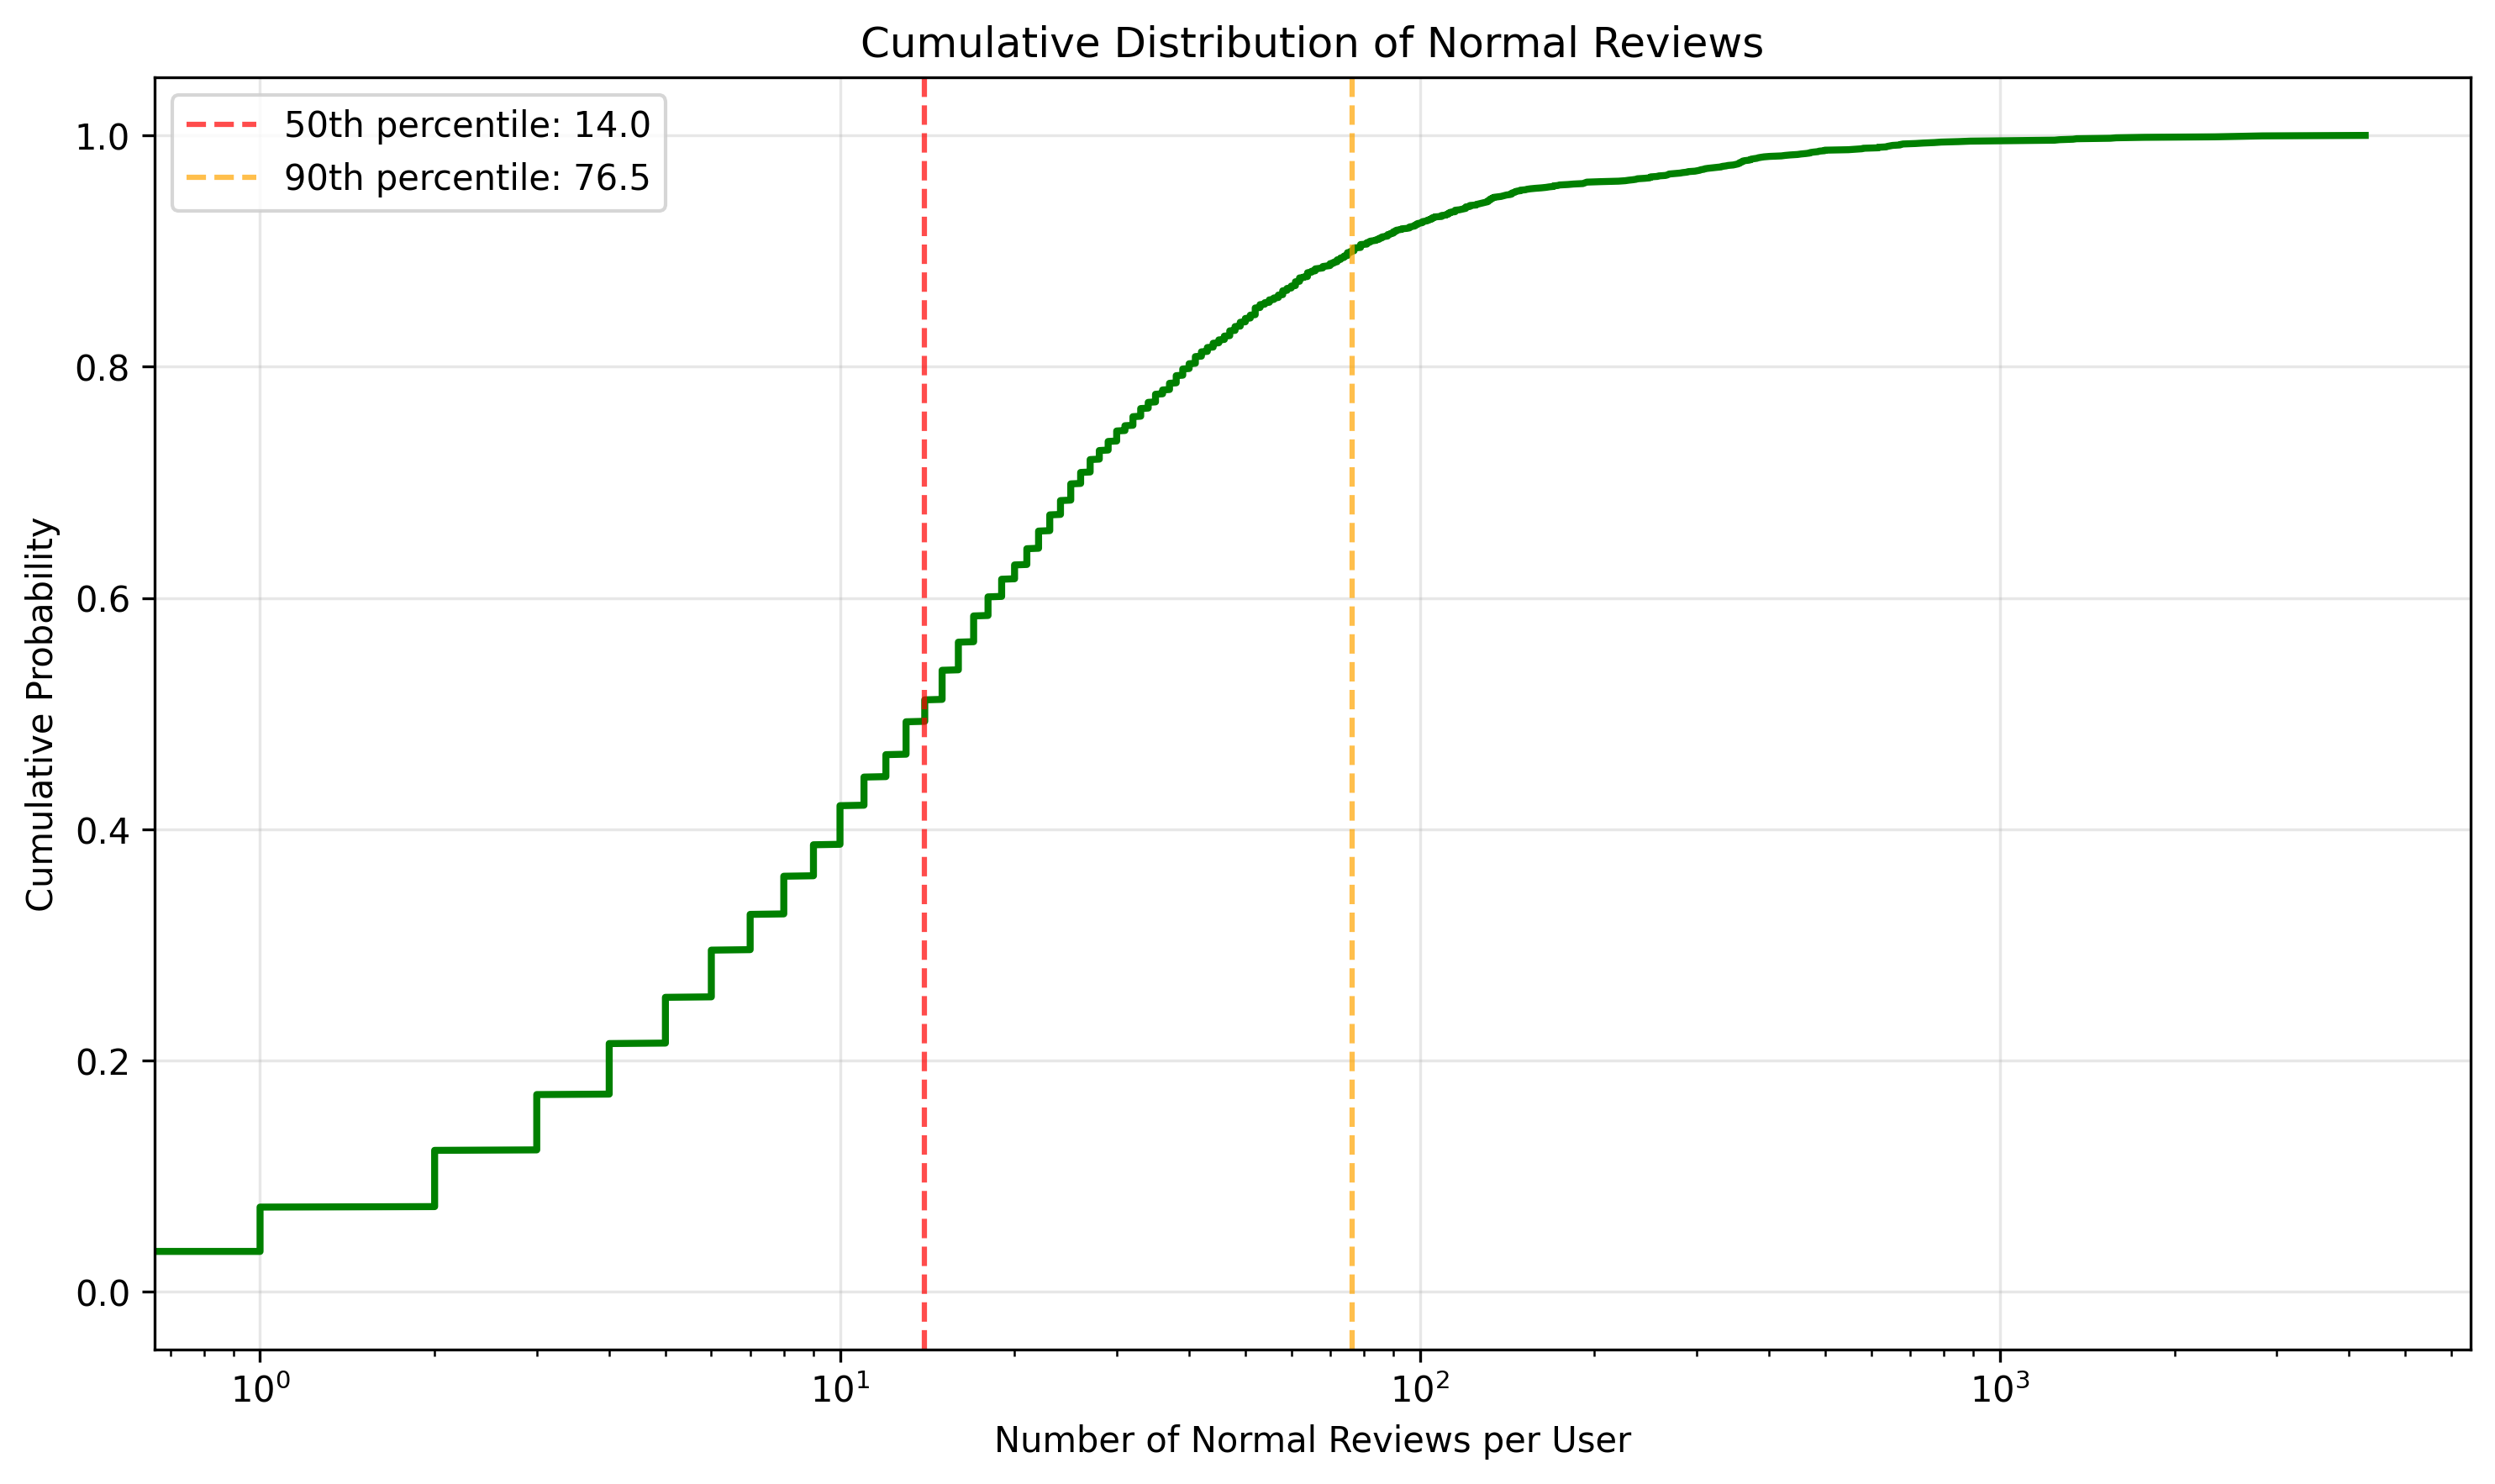 Cumulative Distribution of Normal Reviews
50th percentile: 14.0
90th percentile: 76.5
Cumulative Probability
1.0
0.8
0.6
0.4
0.2
0.0
10⁰ 10¹ 10² 10³
Number of Normal Reviews per User